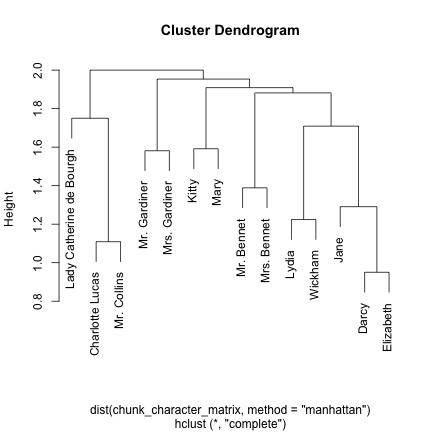 Cluster Dendrogram
Height
2.0
1.8
1.6
1.4
1.2
1.0
0.8
Lady Catherine de Bourgh
Charlotte Lucas
Mr. Collins
Mr. Gardiner
Mrs. Gardiner
Kitty
Mary
Mr. Bennet
Mrs. Bennet
Lydia
Wickham
Jane
Darcy
Elizabeth
dist(chunk_character_matrix, method = "manhattan")
hclust (*, "complete")